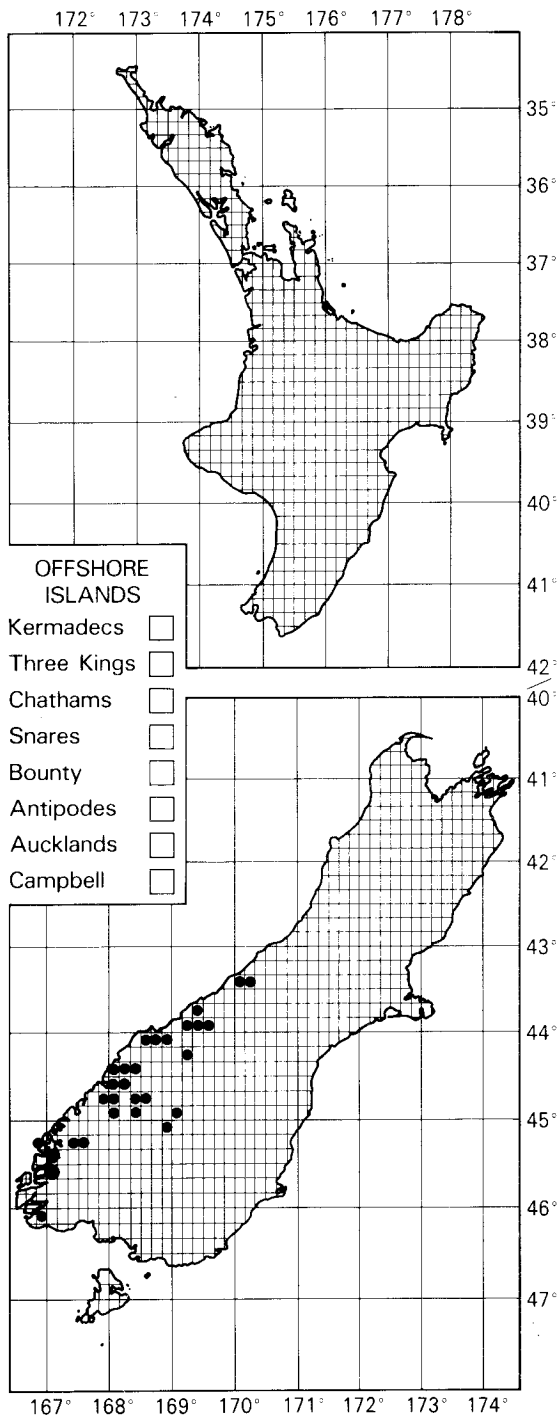 172° 173° 174° 175° 176° 177° 178°
35°
36°
37°
38°
39°
40°
41°
42°
OFFSHORE
ISLANDS
Kermadecs
Three Kings
Chathams
Snares
Bounty
Antipodes
Aucklands
Campbell
40°
41°
42°
43°
44°
45°
46°
47°
167° 168° 169° 170° 171° 172° 173° 174°